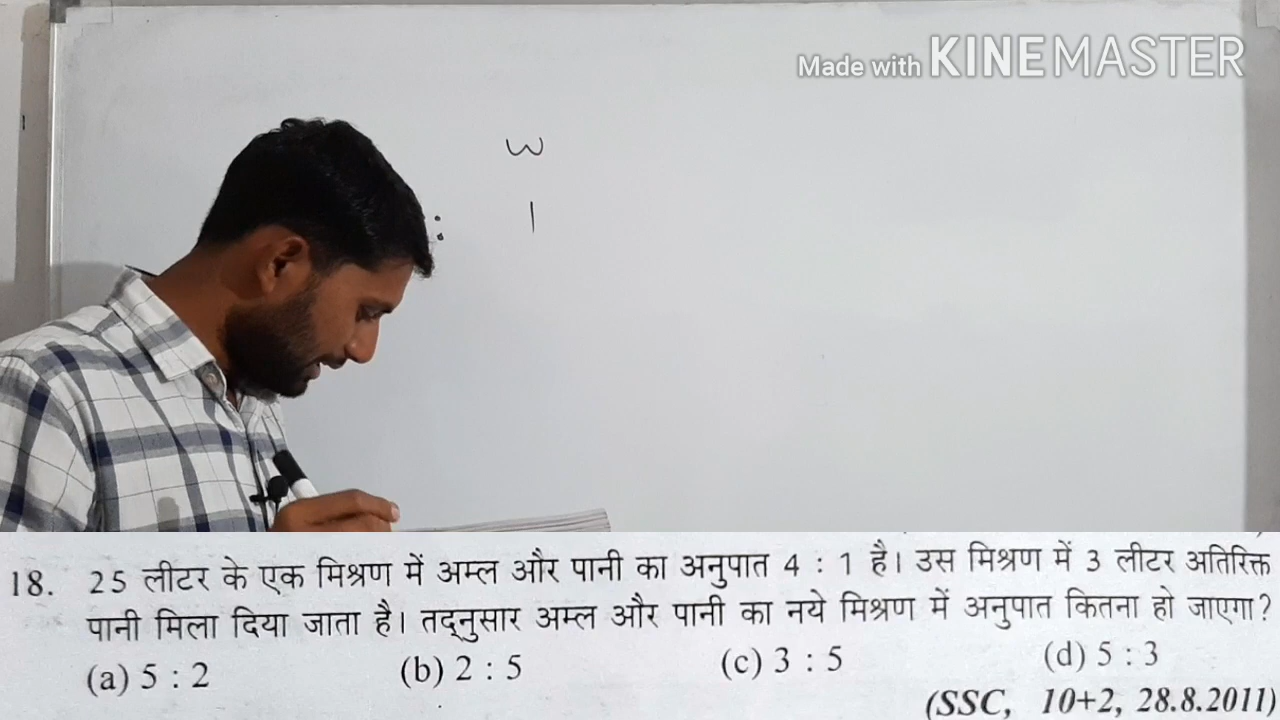 Made with KINEMASTER
W
: 1
18. 25 लीटर के एक मिश्रण में अम्ल और पानी का अनुपात 4 : 1 है। उस मिश्रण में 3 लीटर अतिरिक्त
पानी मिला दिया जाता है। तद्नुसार अम्ल और पानी का नये मिश्रण में अनुपात कितना हो जाएगा?
(a) 5 : 2 (b) 2 : 5 (c) 3 : 5 (d) 5 : 3
(SSC, 10+2, 28.8.2011)